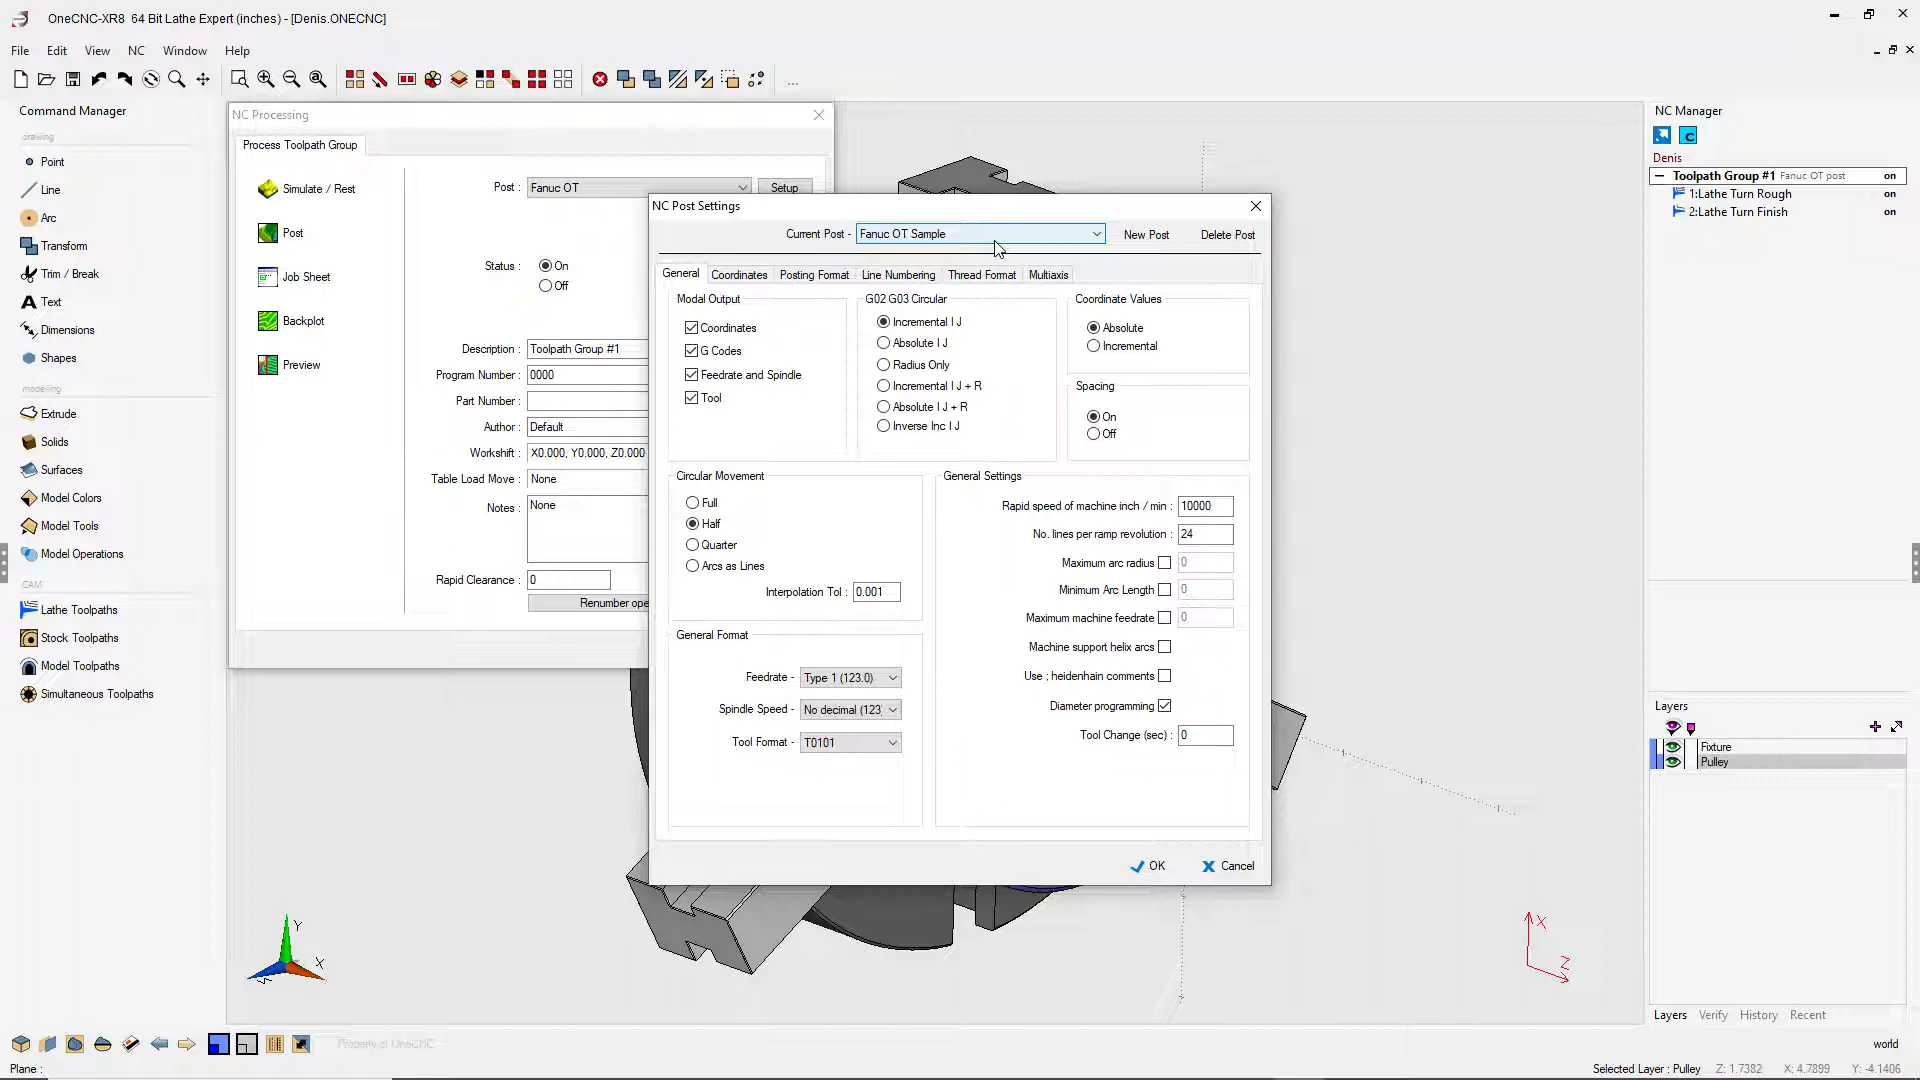 OneCNC-XR8  64 Bit Lathe Expert (inches) - [Denis.ONECNC]
File Edit View NC Window Help
Command Manager
drawing
Point
Line
Arc
Transform
Trim / Break
Text
Dimensions
Shapes
modelling
Extrude
Solids
Surfaces
Model Colors
Model Tools
Model Operations
CAM
Lathe Toolpaths
Stock Toolpaths
Model Toolpaths
Simultaneous Toolpaths
NC Processing
Process Toolpath Group
Simulate / Rest
Post
Job Sheet
Backplot
Preview
Post : Fanuc OT Setup
Status : On
Off
Description : Toolpath Group #1
Program Number : 0000
Part Number :
Author : Default
Workshift : X0.000, Y0.000, Z0.000
Table Load Move : None
Notes : None
Rapid Clearance : 0
Renumber ope
NC Post Settings
Current Post - Fanuc OT Sample New Post Delete Post
General Coordinates Posting Format Line Numbering Thread Format Multiaxis
Modal Output
Coordinates
G Codes
Feedrate and Spindle
Tool
G02 G03 Circular
Incremental I J
Absolute I J
Radius Only
Incremental I J + R
Absolute I J + R
Inverse Inc I J
Coordinate Values
Absolute
Incremental
Spacing
On
Off
Circular Movement
Full
Half
Quarter
Arcs as Lines
Interpolation Tol : 0.001
General Format
Feedrate - Type 1 (123.0)
Spindle Speed - No decimal (123
Tool Format - T0101
General Settings
Rapid speed of machine inch / min : 10000
No. lines per ramp revolution : 24
Maximum arc radius 0
Minimum Arc Length 0
Maximum machine feedrate 0
Machine support helix arcs
Use ; heidenhain comments
Diameter programming
Tool Change (sec) : 0
OK Cancel
NC Manager
Denis
Toolpath Group #1 Fanuc OT post on
1:Lathe Turn Rough on
2:Lathe Turn Finish on
Layers
Fixture
Pulley
Layers Verify History Recent
Y
X
X
Z
Property of OneCNC
world
Plane :
Selected Layer : Pulley Z: 1.7382 X: 4.7899 Y: -4.1406